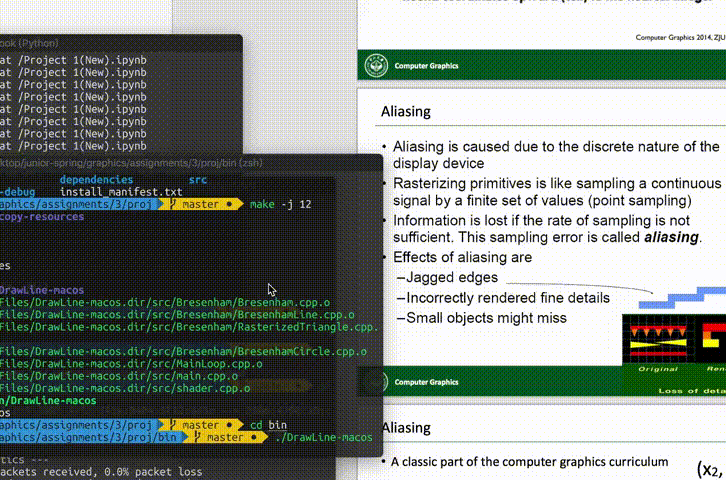 ook (Python)
at /Project 1(New).ipynb
at /Project 1(New).ipynb
at /Project 1(New).ipynb
at /Project 1(New).ipynb
at /Project 1(New).ipynb
at /Project 1(New).ipynb
at /Project 1(New).ipynb
at /Project 1(New).ipynb
ktop/junior-spring/graphics/assignments/3/proj/bin (zsh)
dependencies src
-debug install_manifest.txt
aphics/assignments/3/proj master make -j 12
copy-resources
es
DrawLine-macos
Files/DrawLine-macos.dir/src/Bresenham/Bresenham.cpp.o
Files/DrawLine-macos.dir/src/Bresenham/BresenhamLine.cpp.o
Files/DrawLine-macos.dir/src/Bresenham/RasterizedTriangle.cpp.
Files/DrawLine-macos.dir/src/Bresenham/BresenhamCircle.cpp.o
Files/DrawLine-macos.dir/src/MainLoop.cpp.o
Files/DrawLine-macos.dir/src/main.cpp.o
Files/DrawLine-macos.dir/src/shader.cpp.o
n/DrawLine-macos
os
aphics/assignments/3/proj master cd bin
aphics/assignments/3/proj/bin master ./DrawLine-macos
tics ---
ackets received, 0.0% packet loss
Computer Graphics 2014, ZJU
Computer Graphics
Aliasing
• Aliasing is caused due to the discrete nature of the
display device
• Rasterizing primitives is like sampling a continuous
signal by a finite set of values (point sampling)
• Information is lost if the rate of sampling is not
sufficient. This sampling error is called aliasing.
• Effects of aliasing are
–Jagged edges
–Incorrectly rendered fine details
–Small objects might miss
Original Ren
Loss of deta
Computer Graphics
Aliasing
• A classic part of the computer graphics curriculum
(x2,